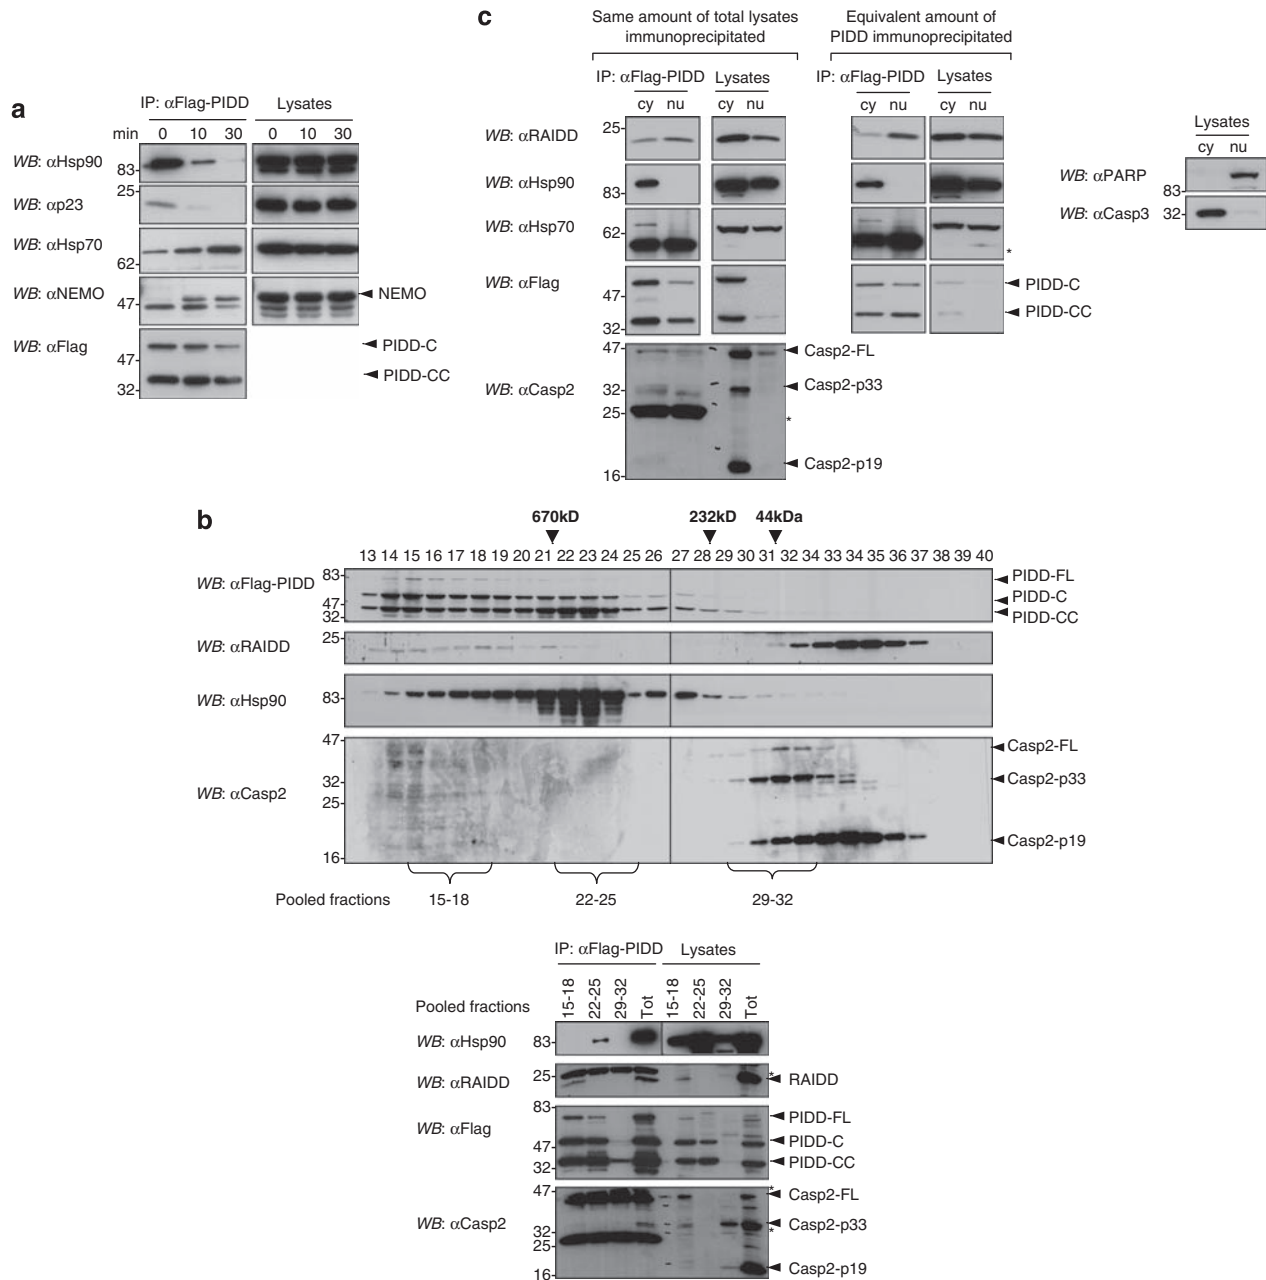 a
IP: αFlag-PIDD Lysates
min 0 10 30 0 10 30
WB: αHsp90 83-
25-
WB: αp23
WB: αHsp70
62-
WB: αNEMO 47- NEMO
WB: αFlag PIDD-C
47-
PIDD-CC
32-
c
Same amount of total lysates immunoprecipitated
Equivalent amount of PIDD immunoprecipitated
IP: αFlag-PIDD Lysates IP: αFlag-PIDD Lysates
cy nu cy nu cy nu cy nu
WB: αRAIDD 25-
WB: αHsp90 83-
WB: αHsp70 62-
*
WB: αFlag PIDD-C
47-
PIDD-CC
32-
47- Casp2-FL
WB: αCasp2 32- Casp2-p33
25-
*
Casp2-p19
16-
Lysates
cy nu
WB: αPARP
83-
WB: αCasp3 32-
b
670kD 232kD 44kDa
13 14 15 16 17 18 19 20 21 22 23 24 25 26 27 28 29 30 31 32 34 33 34 35 36 37 38 39 40
WB: αFlag-PIDD 83- PIDD-FL
47- PIDD-C
32- PIDD-CC
WB: αRAIDD 25-
WB: αHsp90 83-
47- Casp2-FL
WB: αCasp2 32- Casp2-p33
25-
Casp2-p19
16-
Pooled fractions 15-18 22-25 29-32
IP: αFlag-PIDD Lysates
Pooled fractions 15-18 22-25 29-32 Tot 15-18 22-25 29-32 Tot
WB: αHsp90 83-
WB: αRAIDD 25- * RAIDD
83- PIDD-FL
WB: αFlag
47- PIDD-C
32- PIDD-CC
47- * Casp2-FL
WB: αCasp2 32- Casp2-p33
*
25-
16- Casp2-p19